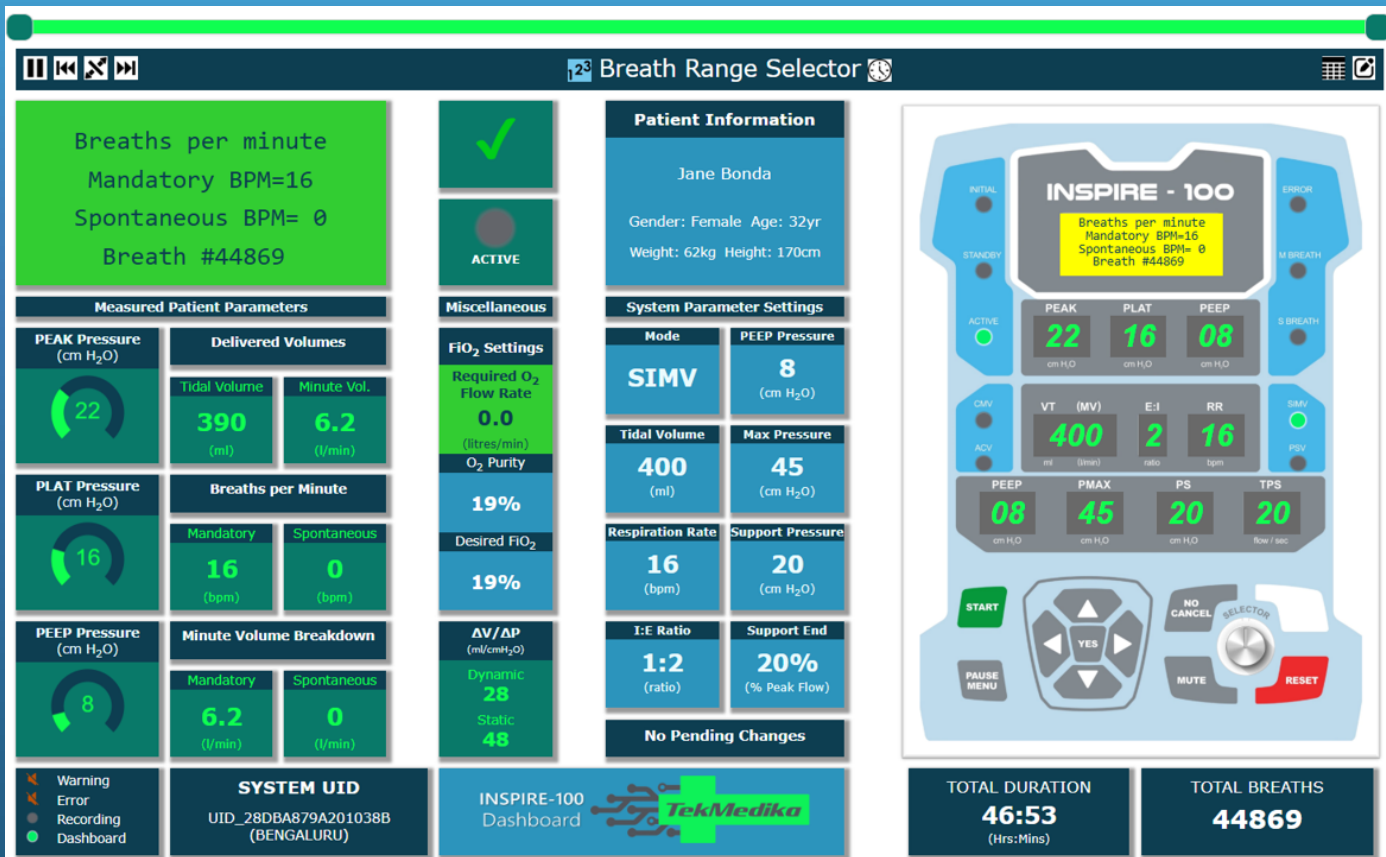 Breath Range Selector
Breaths per minute
Mandatory BPM=16
Spontaneous BPM= 0
Breath #44869
ACTIVE
Patient Information
Jane Bonda
Gender: Female Age: 32yr
Weight: 62kg Height: 170cm
Measured Patient Parameters
PEAK Pressure
(cm H₂O)
22
Delivered Volumes
Tidal Volume
390
(ml)
Minute Vol.
6.2
(l/min)
PLAT Pressure
(cm H₂O)
16
Breaths per Minute
Mandatory
16
(bpm)
Spontaneous
0
(bpm)
PEEP Pressure
(cm H₂O)
8
Minute Volume Breakdown
Mandatory
6.2
(l/min)
Spontaneous
0
(l/min)
Miscellaneous
FiO₂ Settings
Required O₂
Flow Rate
0.0
(litres/min)
O₂ Purity
19%
Desired FiO₂
19%
ΔV/ΔP
(ml/cmH₂O)
Dynamic
28
Static
48
System Parameter Settings
Mode
SIMV
PEEP Pressure
8
(cm H₂O)
Tidal Volume
400
(ml)
Max Pressure
45
(cm H₂O)
Respiration Rate
16
(bpm)
Support Pressure
20
(cm H₂O)
I:E Ratio
1:2
(ratio)
Support End
20%
(% Peak Flow)
No Pending Changes
INSPIRE - 100
Breaths per minute
Mandatory BPM=16
Spontaneous BPM= 0
Breath #44869
INITIAL
STANDBY
ACTIVE
ERROR
M BREATH
S BREATH
PEAK PLAT PEEP
22 16 08
cm H₂O cm H₂O cm H₂O
CMV
ACV
SIMV
PSV
VT (MV) E:I RR
400 2 16
ml (l/min) ratio bpm
PEEP PMAX PS TPS
08 45 20 20
cm H₂O cm H₂O cm H₂O flow / sec
START
PAUSE
MENU
YES
NO
CANCEL
SELECTOR
MUTE
RESET
Warning
Error
Recording
Dashboard
SYSTEM UID
UID_28DBA879A201038B
(BENGALURU)
INSPIRE-100
Dashboard
TekMedika
TOTAL DURATION
46:53
(Hrs:Mins)
TOTAL BREATHS
44869